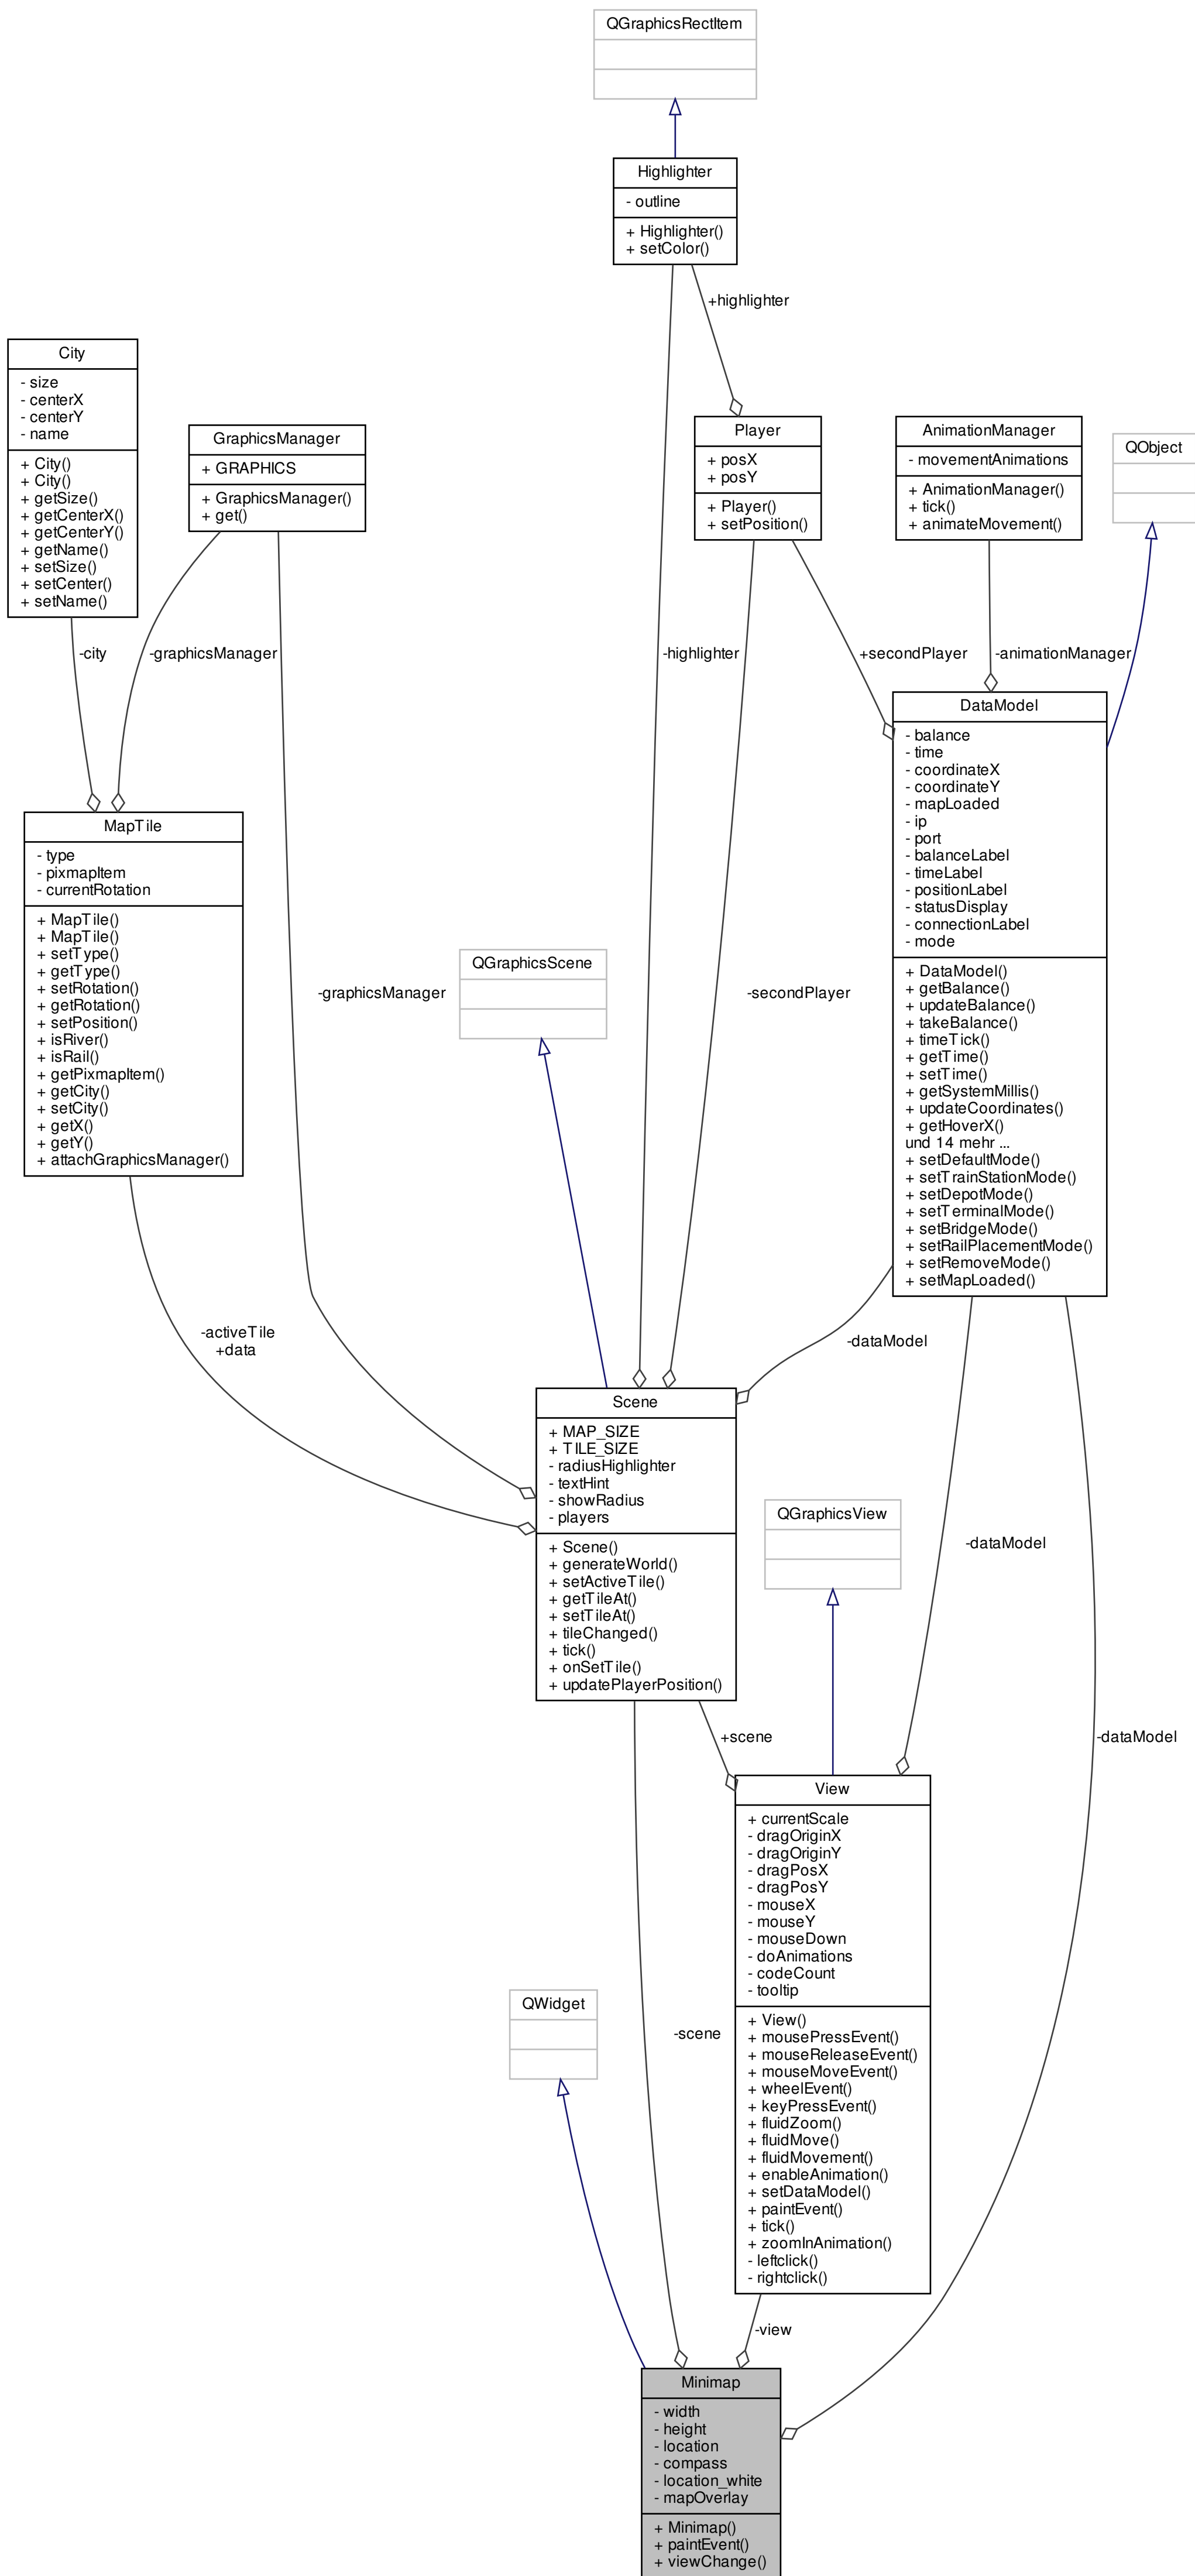 QGraphicsRectItem
Highlighter
- outline
+ Highlighter()
+ setColor()
+highlighter
City
- size
- centerX
- centerY
- name
+ City()
+ City()
+ getSize()
+ getCenterX()
+ getCenterY()
+ getName()
+ setSize()
+ setCenter()
+ setName()
GraphicsManager
+ GRAPHICS
+ GraphicsManager()
+ get()
Player
+ posX
+ posY
+ Player()
+ setPosition()
AnimationManager
- movementAnimations
+ AnimationManager()
+ tick()
+ animateMovement()
QObject
-city
-graphicsManager
-highlighter
+secondPlayer
-animationManager
DataModel
- balance
- time
- coordinateX
- coordinateY
- mapLoaded
- ip
- port
- balanceLabel
- timeLabel
- positionLabel
- statusDisplay
- connectionLabel
- mode
+ DataModel()
+ getBalance()
+ updateBalance()
+ takeBalance()
+ timeTick()
+ getTime()
+ setTime()
+ getSystemMillis()
+ updateCoordinates()
+ getHoverX()
und 14 mehr ...
+ setDefaultMode()
+ setTrainStationMode()
+ setDepotMode()
+ setTerminalMode()
+ setBridgeMode()
+ setRailPlacementMode()
+ setRemoveMode()
+ setMapLoaded()
MapTile
- type
- pixmapItem
- currentRotation
+ MapTile()
+ MapTile()
+ setType()
+ getType()
+ setRotation()
+ getRotation()
+ setPosition()
+ isRiver()
+ isRail()
+ getPixmapItem()
+ getCity()
+ setCity()
+ getX()
+ getY()
+ attachGraphicsManager()
-graphicsManager
QGraphicsScene
-secondPlayer
-activeTile
+data
-dataModel
Scene
+ MAP_SIZE
+ TILE_SIZE
- radiusHighlighter
- textHint
- showRadius
- players
+ Scene()
+ generateWorld()
+ setActiveTile()
+ getTileAt()
+ setTileAt()
+ tileChanged()
+ tick()
+ onSetTile()
+ updatePlayerPosition()
QGraphicsView
-dataModel
+scene
-dataModel
View
+ currentScale
- dragOriginX
- dragOriginY
- dragPosX
- dragPosY
- mouseX
- mouseY
- mouseDown
- doAnimations
- codeCount
- tooltip
+ View()
+ mousePressEvent()
+ mouseReleaseEvent()
+ mouseMoveEvent()
+ wheelEvent()
+ keyPressEvent()
+ fluidZoom()
+ fluidMove()
+ fluidMovement()
+ enableAnimation()
+ setDataModel()
+ paintEvent()
+ tick()
+ zoomInAnimation()
- leftclick()
- rightclick()
QWidget
-scene
-view
Minimap
- width
- height
- location
- compass
- location_white
- mapOverlay
+ Minimap()
+ paintEvent()
+ viewChange()